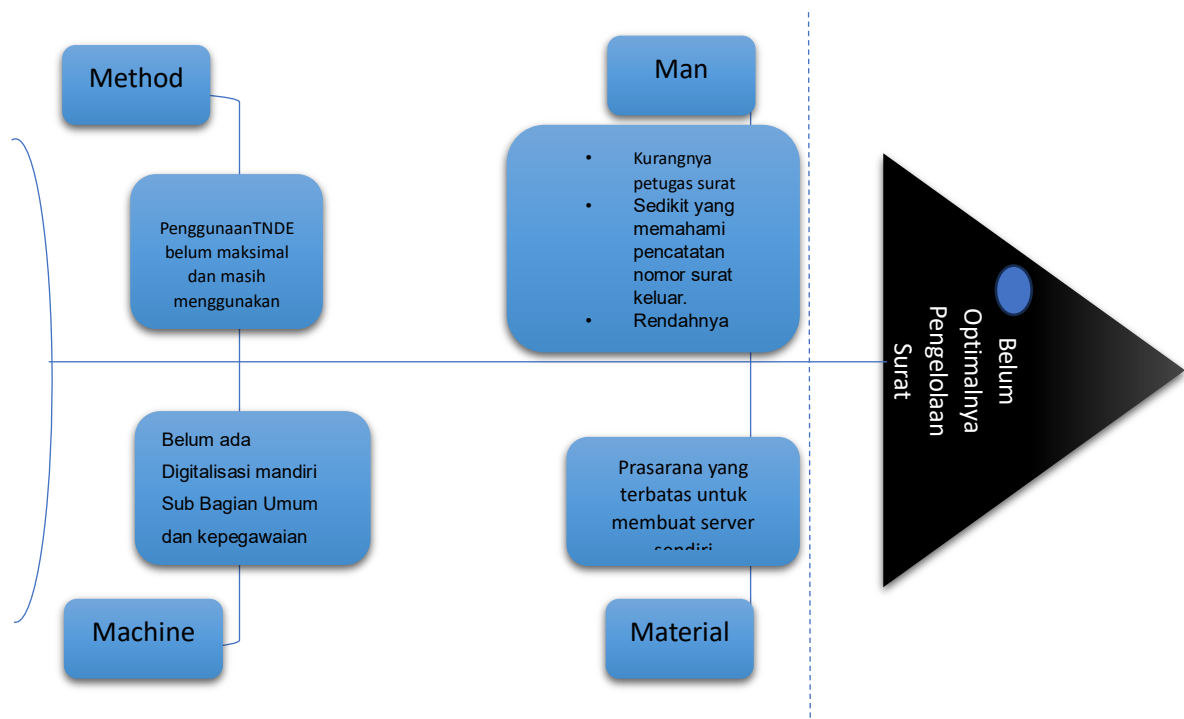 Method
Man
PenggunaanTNDE
belum maksimal
dan masih
menggunakan
• Kurangnya
petugas surat
• Sedikit yang
memahami
pencatatan
nomor surat
keluar.
• Rendahnya
Belum
Optimalnya
Pengelolaan
Surat
Belum ada
Digitalisasi mandiri
Sub Bagian Umum
dan kepegawaian
Prasarana yang
terbatas untuk
membuat server
sendiri
Machine
Material